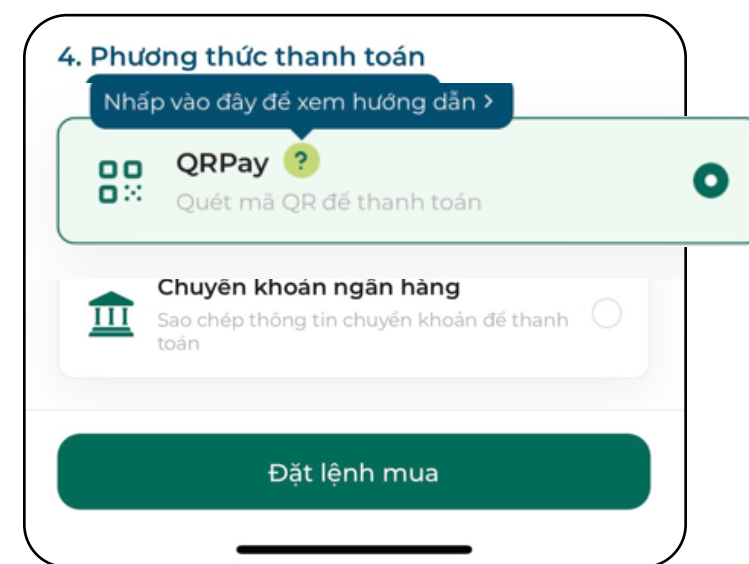 4. Phương thức thanh toán
Nhấp vào đây để xem hướng dẫn >
QRPay ?
Quét mã QR để thanh toán
Chuyển khoản ngân hàng
Sao chép thông tin chuyển khoản để thanh
toán
Đặt lệnh mua